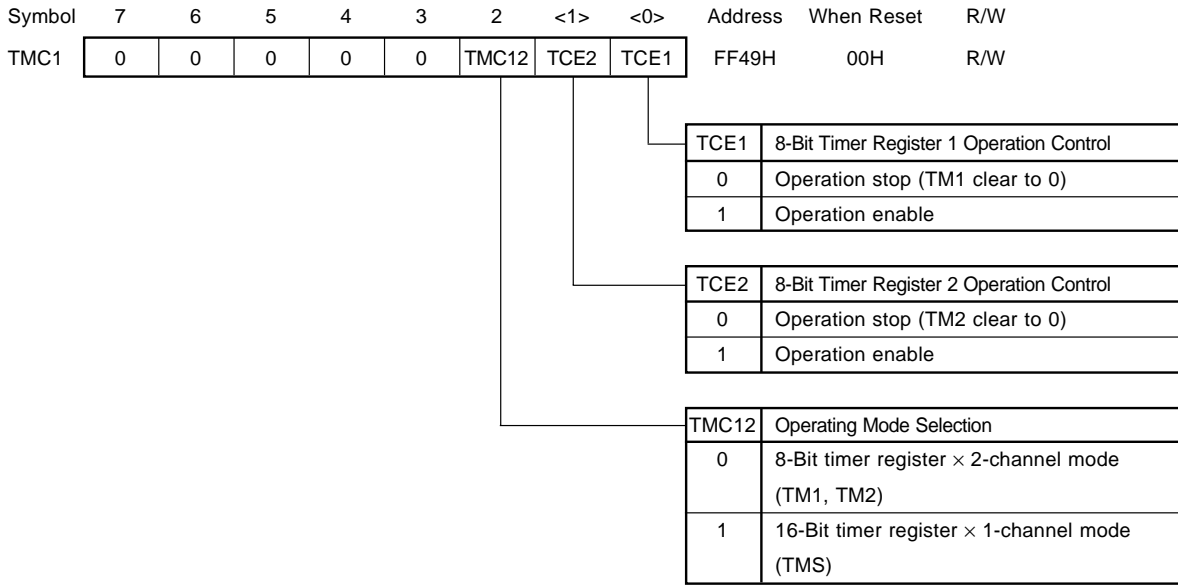 Symbol 7 6 5 4 3 2 <1> <0> Address When Reset R/W
TMC1 0 0 0 0 0 TMC12 TCE2 TCE1 FF49H 00H R/W
TCE1 8-Bit Timer Register 1 Operation Control
0 Operation stop (TM1 clear to 0)
1 Operation enable
TCE2 8-Bit Timer Register 2 Operation Control
0 Operation stop (TM2 clear to 0)
1 Operation enable
TMC12 Operating Mode Selection
0 8-Bit timer register × 2-channel mode
(TM1, TM2)
1 16-Bit timer register × 1-channel mode
(TMS)